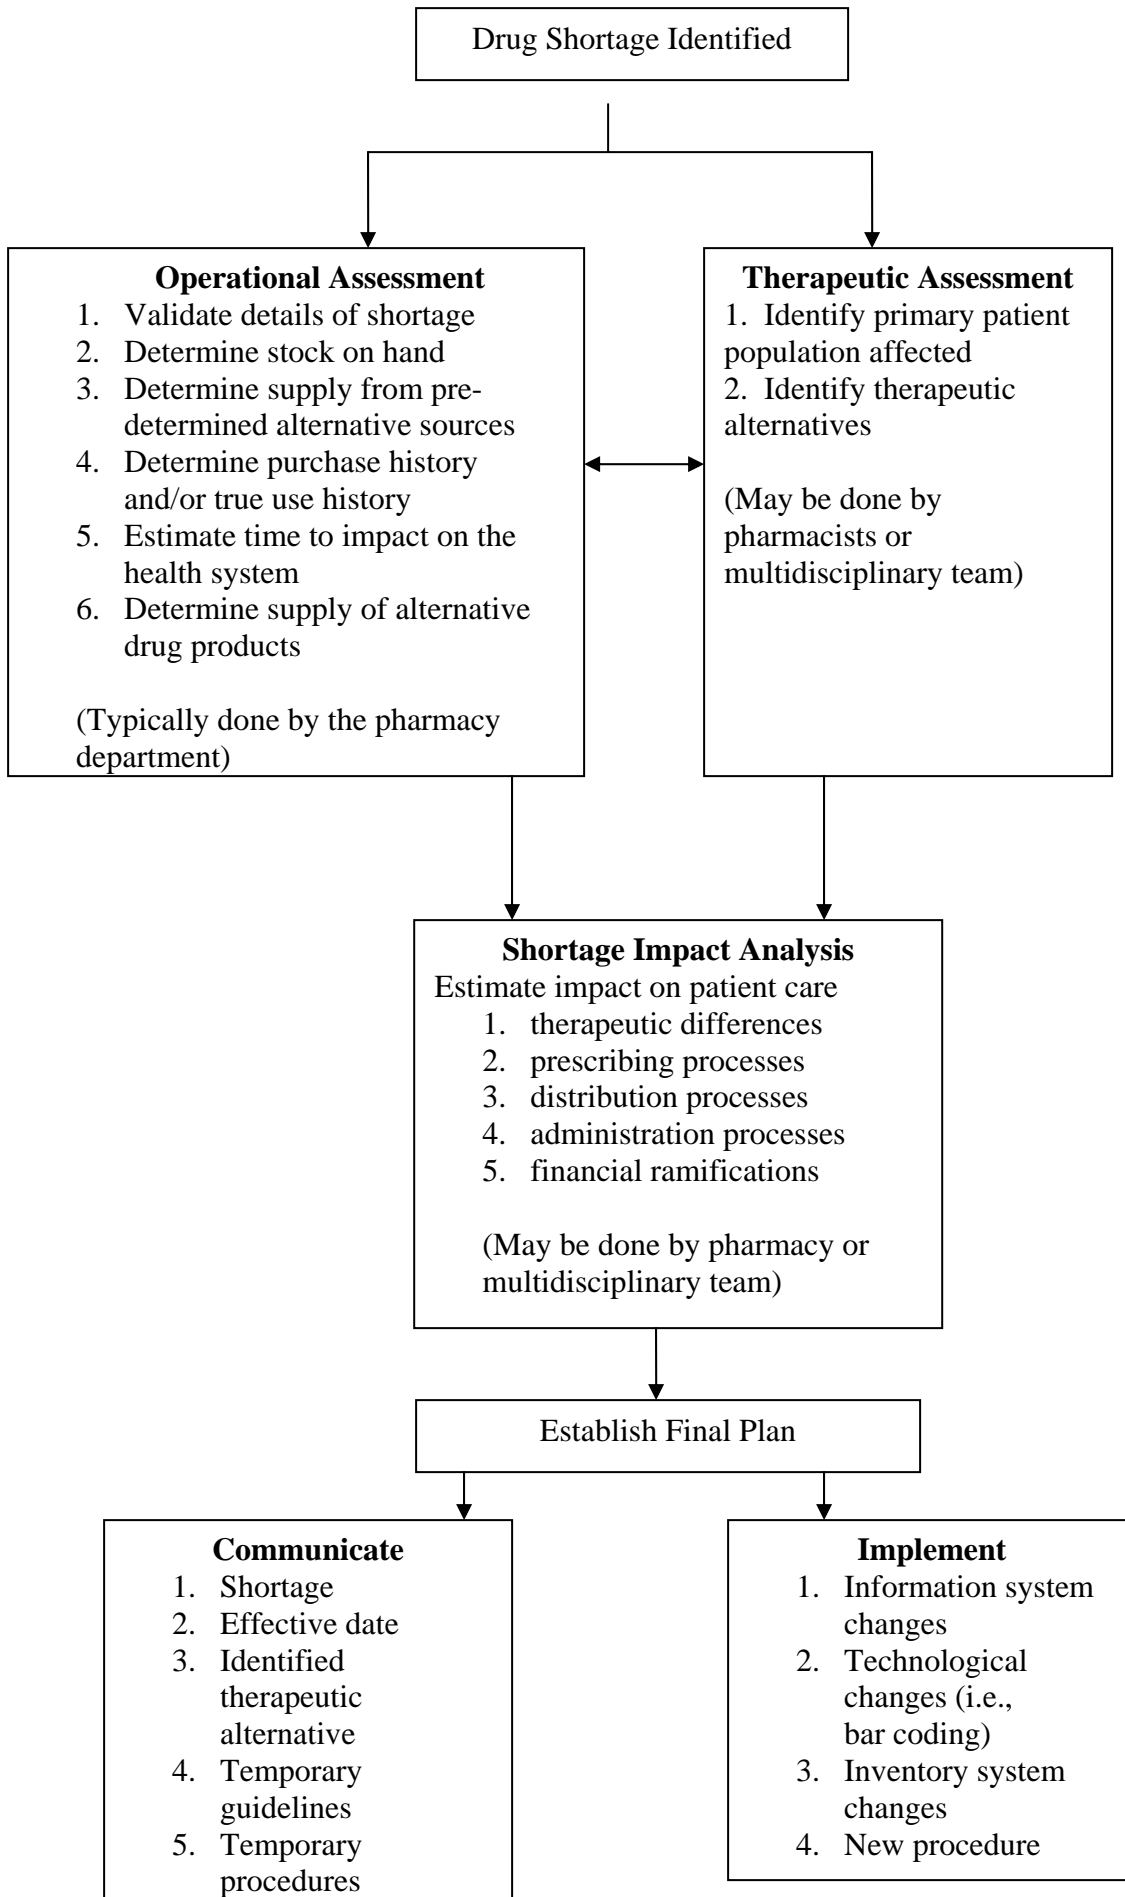 Drug Shortage Identified
Operational Assessment
1. Validate details of shortage
2. Determine stock on hand
3. Determine supply from pre-
determined alternative sources
4. Determine purchase history
and/or true use history
5. Estimate time to impact on the
health system
6. Determine supply of alternative
drug products
(Typically done by the pharmacy
department)
Therapeutic Assessment
1. Identify primary patient
population affected
2. Identify therapeutic
alternatives
(May be done by
pharmacists or
multidisciplinary team)
Shortage Impact Analysis
Estimate impact on patient care
1. therapeutic differences
2. prescribing processes
3. distribution processes
4. administration processes
5. financial ramifications
(May be done by pharmacy or
multidisciplinary team)
Establish Final Plan
Communicate
1. Shortage
2. Effective date
3. Identified
therapeutic
alternative
4. Temporary
guidelines
5. Temporary
procedures
Implement
1. Information system
changes
2. Technological
changes (i.e.,
bar coding)
3. Inventory system
changes
4. New procedure